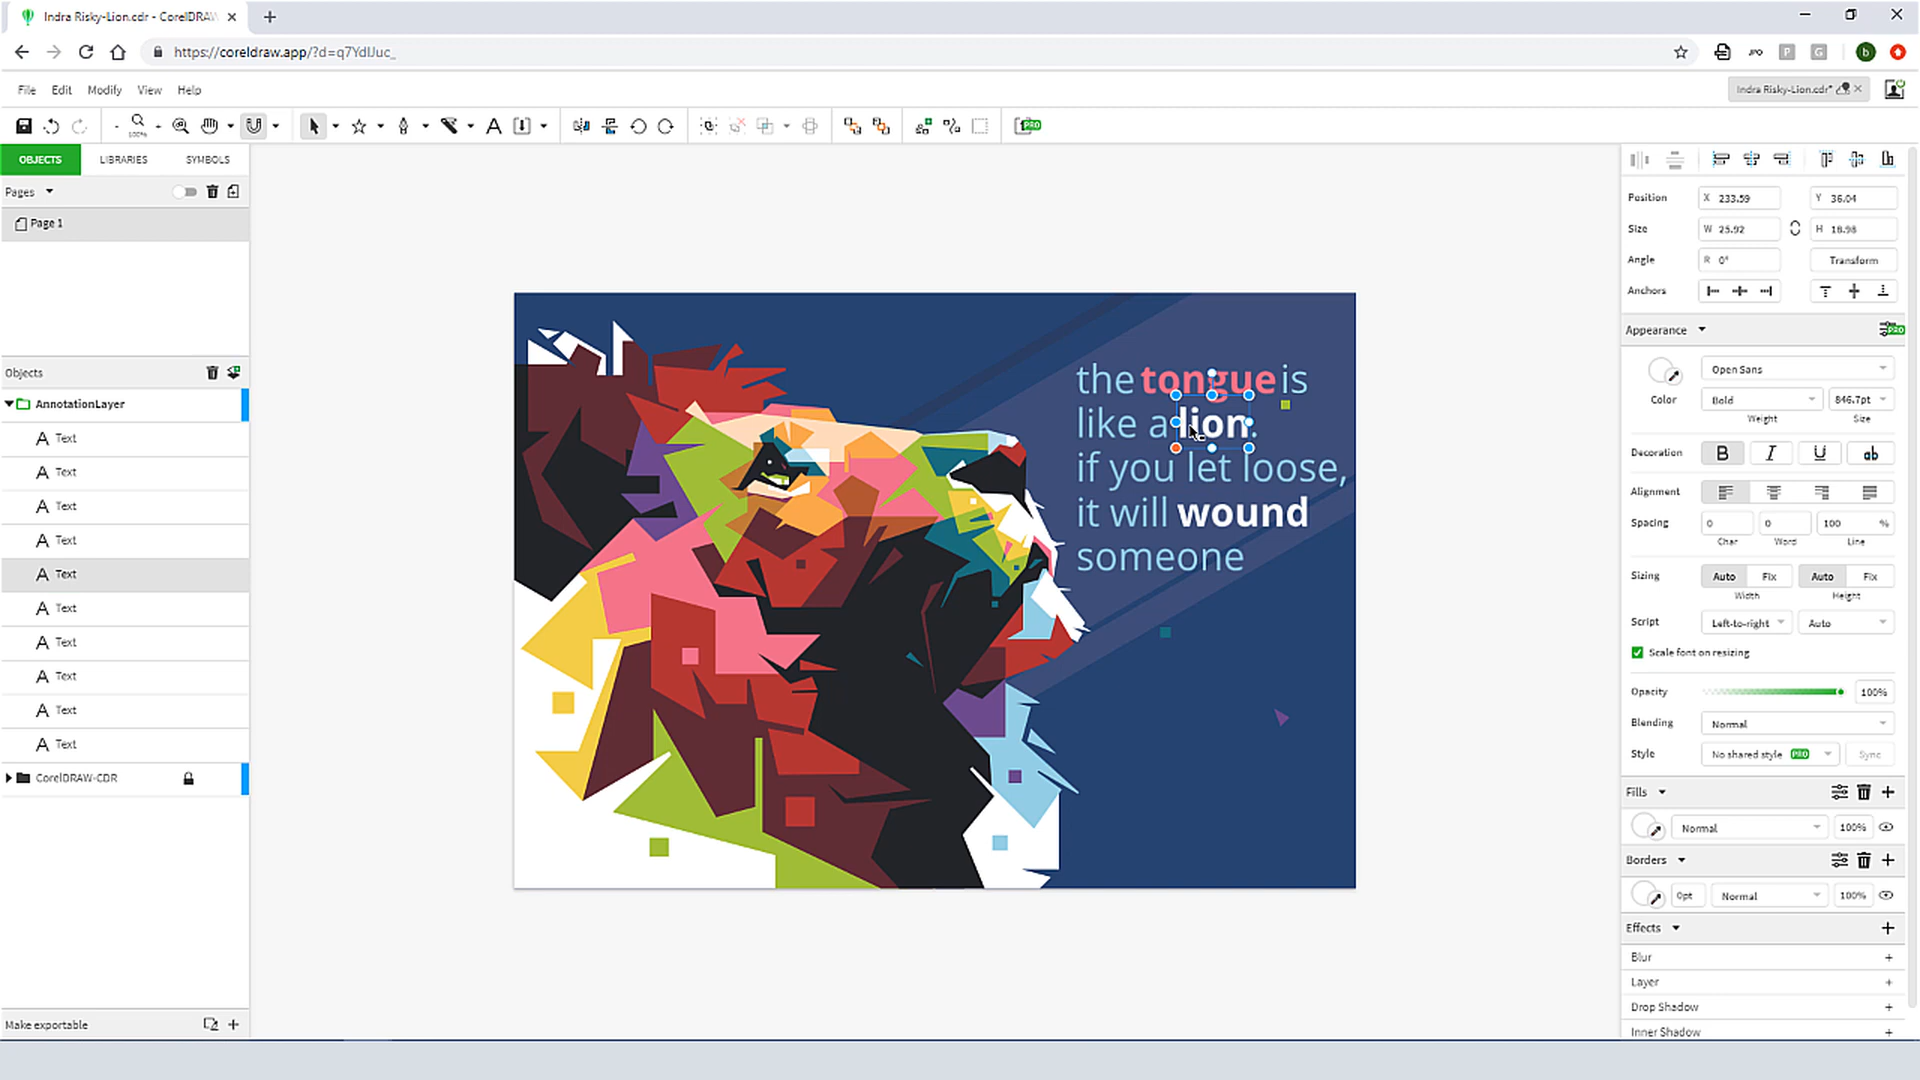 Indra Risky-Lion.cdr - CorelDRAW
https://coreldraw.app/?d=q7YdIJuc_
P
G
b
File Edit Modify View Help
Indra Risky-Lion.cdr*
100%
A
PRO
OBJECTS LIBRARIES SYMBOLS
Pages
Page 1
Objects
AnnotationLayer
A Text
A Text
A Text
A Text
A Text
A Text
A Text
A Text
A Text
A Text
CorelDRAW-CDR
Make exportable
the tongue is
like a lion.
if you let loose,
it will wound
someone
Position X 233.59 Y 36.04
Size W 25.92 H 18.98
Angle R 0° Transform
Anchors
Appearance PRO
Open Sans
Color Bold 846.7pt
Weight Size
Decoration B I U ab
Alignment
Spacing 0 0 100 %
Char Word Line
Sizing Auto Fix Auto Fix
Width Height
Script Left-to-right Auto
Scale font on resizing
Opacity 100%
Blending Normal
Style No shared style PRO Sync
Fills
Normal 100%
Borders
0pt Normal 100%
Effects
Blur
Layer
Drop Shadow
Inner Shadow